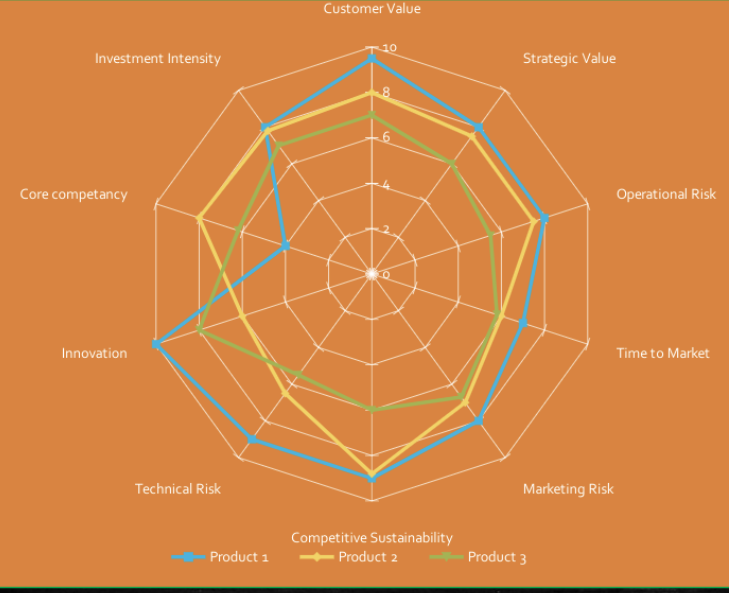 Customer Value
Investment Intensity
Strategic Value
10
8
6
4
2
0
Core competancy
Operational Risk
Innovation
Time to Market
Technical Risk
Marketing Risk
Competitive Sustainability
Product 1 Product 2 Product 3